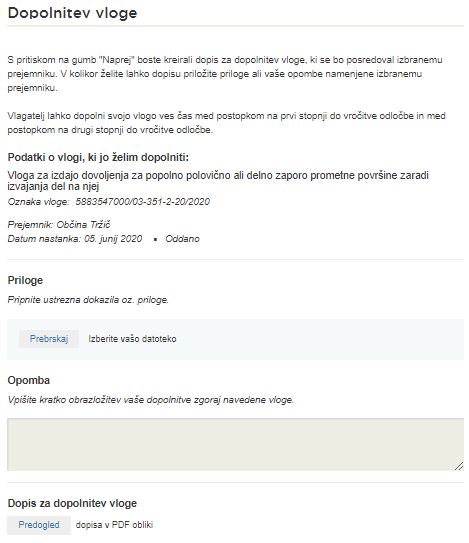 Dopolnitev vloge
S pritiskom na gumb "Naprej" boste kreirali dopis za dopolnitev vloge, ki se bo posredoval izbranemu
prejemniku. V kolikor želite lahko dopisu priložite priloge ali vaše opombe namenjene izbranemu
prejemniku.
Vlagatelj lahko dopolni svojo vlogo ves čas med postopkom na prvi stopnji do vročitve odločbe in med
postopkom na drugi stopnji do vročitve odločbe.
Podatki o vlogi, ki jo želim dopolniti:
Vloga za izdajo dovoljenja za popolno polovično ali delno zaporo prometne površine zaradi
izvajanja del na njej
Oznaka vloge: 5883547000/03-351-2-20/2020
Prejemnik: Občina Tržič
Datum nastanka: 05. junij 2020 • Oddano
Priloge
Pripnite ustrezna dokazila oz. priloge.
Prebrskaj Izberite vašo datoteko
Opomba
Vpišite kratko obrazložitev vaše dopolnitve zgoraj navedene vloge.
Dopis za dopolnitev vloge
Predogled dopisa v PDF obliki